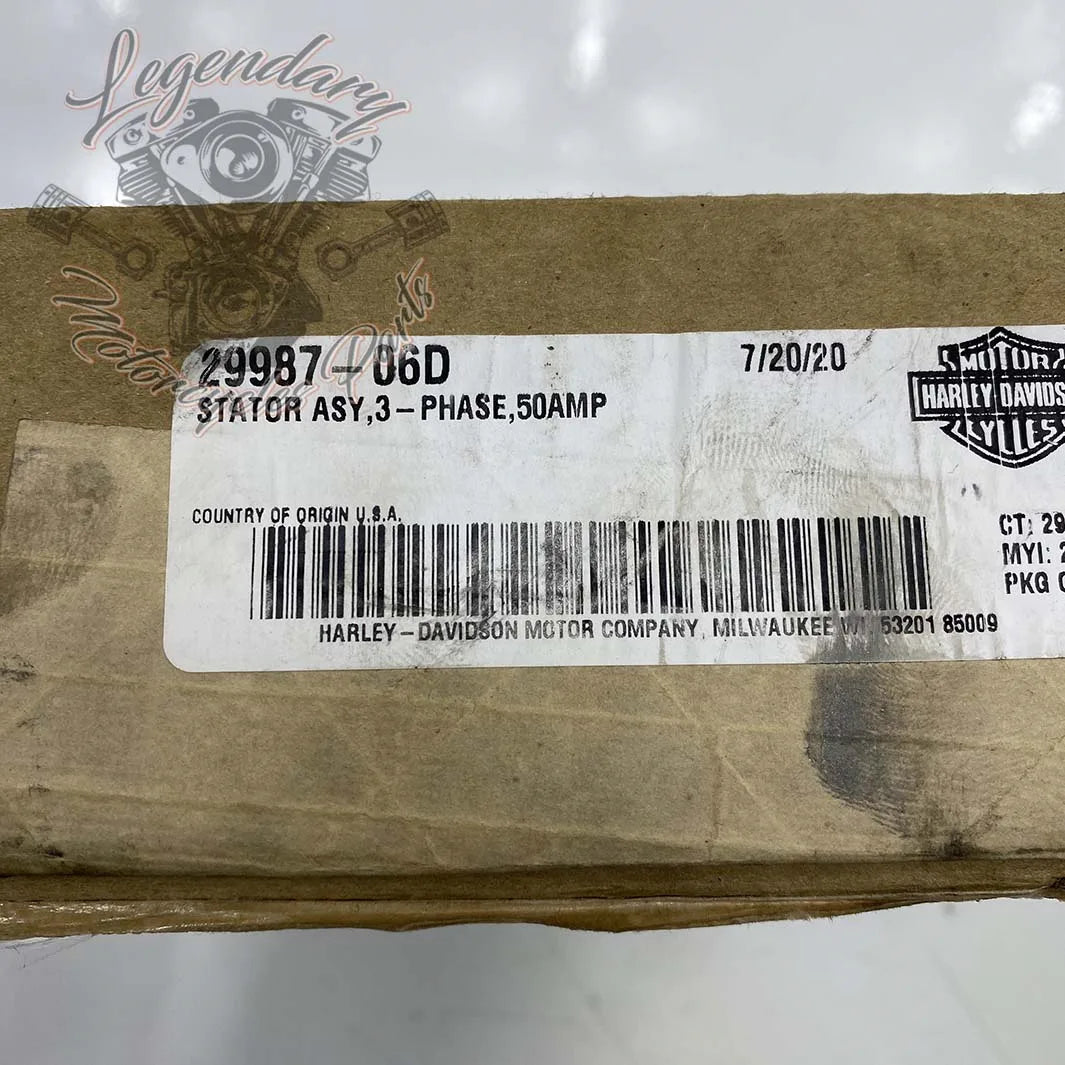 Legendary
Motorcycle Parts
29987-06D
7/20/20
STATOR ASY,3-PHASE,50AMP
MOTOR
HARLEY DAVIDS
CYCLES
COUNTRY OF ORIGIN U.S.A.
CT: 29
MYI: 2
PKG
HARLEY-DAVIDSON MOTOR COMPANY, MILWAUKEE WI 53201 85009